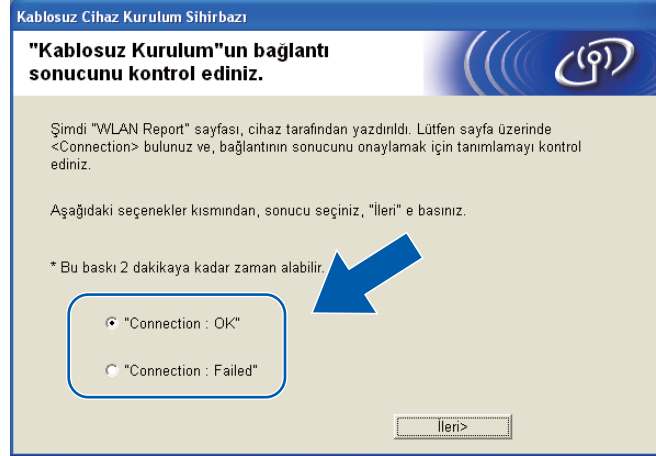 Kablosuz Cihaz Kurulum Sihirbazı
"Kablosuz Kurulum"un bağlantı
sonucunu kontrol ediniz.
Şimdi "WLAN Report" sayfası, cihaz tarafından yazdırıldı. Lütfen sayfa üzerinde
<Connection> bulunuz ve, bağlantının sonucunu onaylamak için tanımlamayı kontrol
ediniz.
Aşağıdaki seçenekler kısmından, sonucu seçiniz, "İleri" e basınız.
* Bu baskı 2 dakikaya kadar zaman alabilir.
"Connection : OK"
"Connection : Failed"
İleri>